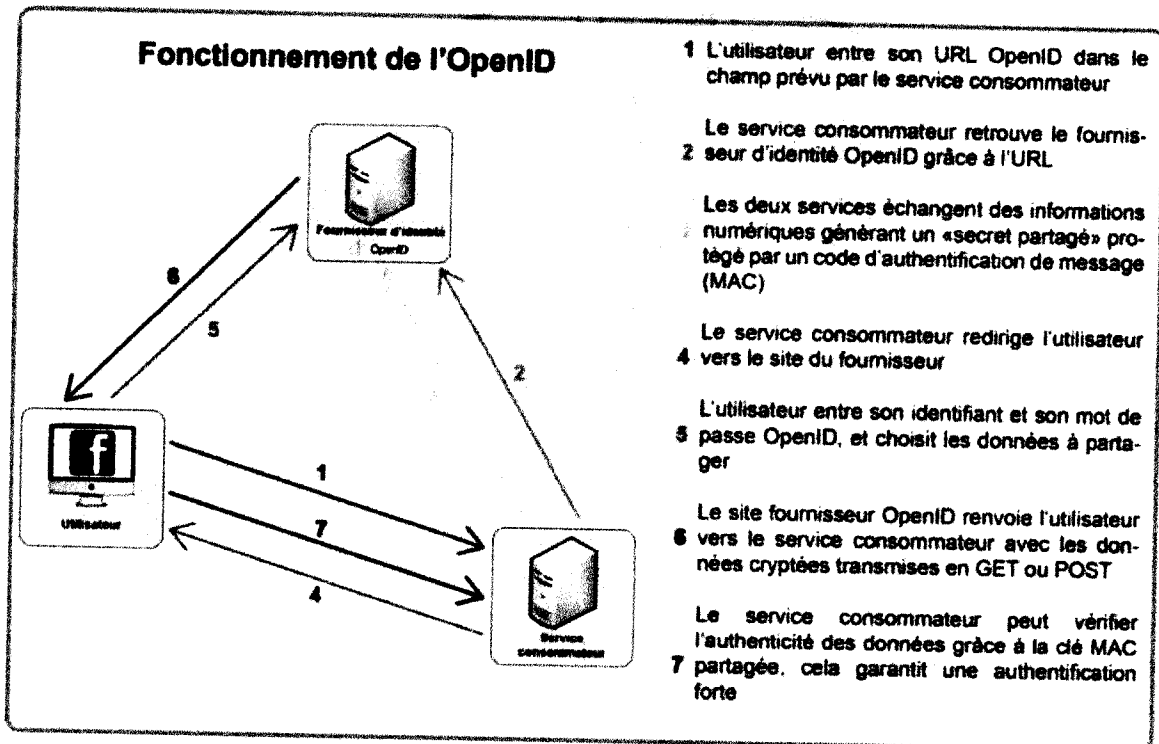 Fonctionnement de l'OpenID
Fournisseur d'identité
OpenID
6
5
2
f
Utilisateur
1
7
4
Service
consommateur
1 L'utilisateur entre son URL OpenID dans le
champ prévu par le service consommateur
Le service consommateur retrouve le fournis-
2 seur d'identité OpenID grâce à l'URL
Les deux services échangent des informations
numériques générant un «secret partagé» pro-
tégé par un code d'authentification de message
(MAC)
Le service consommateur redirige l'utilisateur
4 vers le site du fournisseur
L'utilisateur entre son identifiant et son mot de
5 passe OpenID, et choisit les données à parta-
ger
Le site fournisseur OpenID renvoie l'utilisateur
6 vers le service consommateur avec les don-
nées cryptées transmises en GET ou POST
Le service consommateur peut vérifier
l'authenticité des données grâce à la clé MAC
7 partagée, cela garantit une authentification
forte